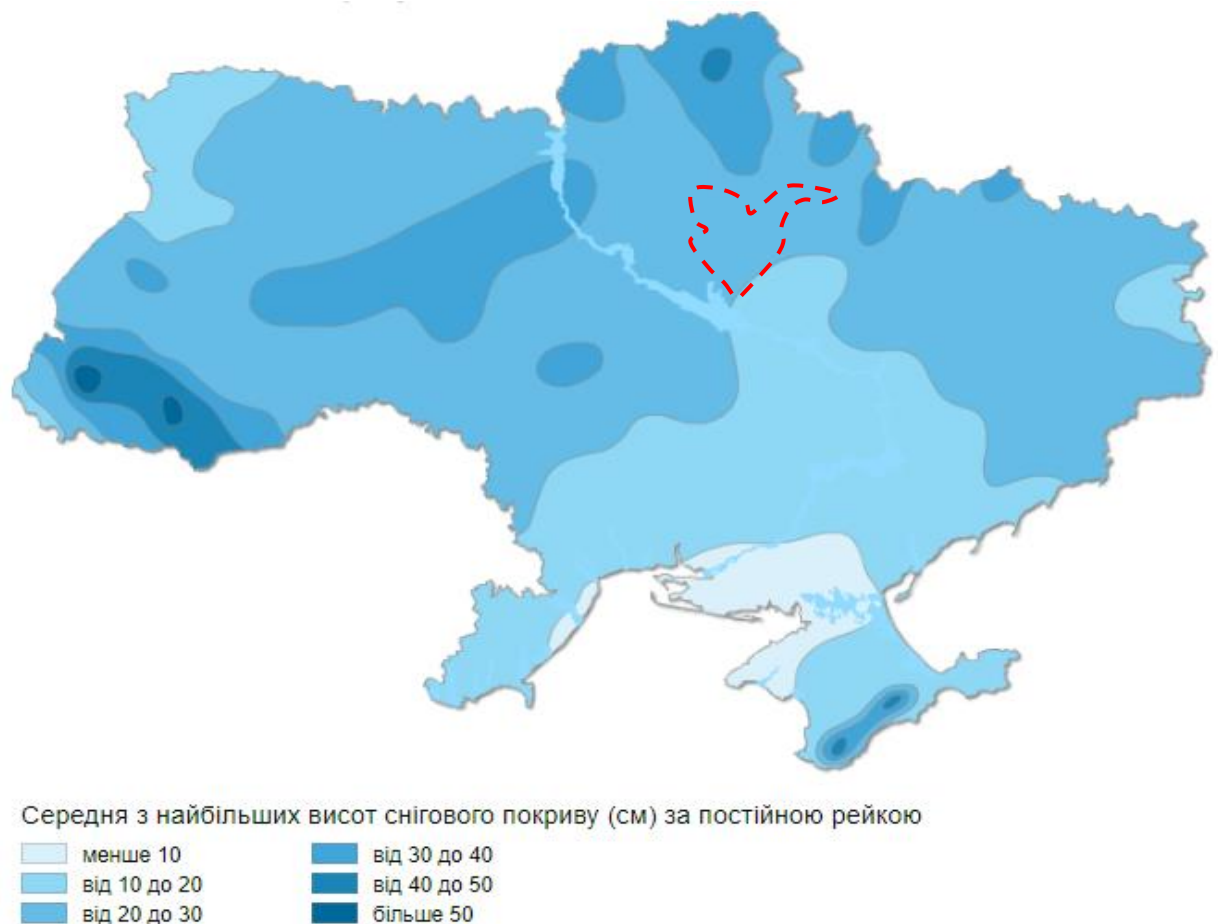 Середня з найбільших висот снігового покриву (см) за постійною рейкою
менше 10
від 10 до 20
від 20 до 30
від 30 до 40
від 40 до 50
більше 50